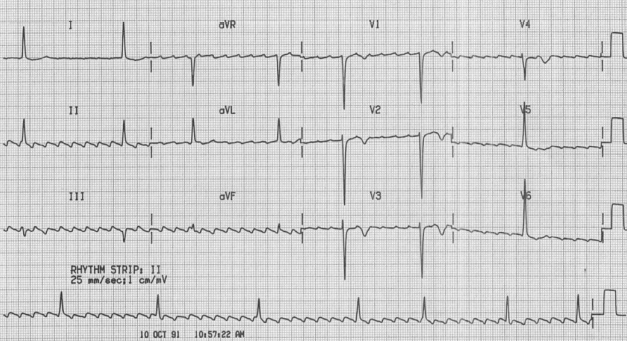 I aVR V1 V4
II aVL V2 V5
III aVF V3 V6
RHYTHM STRIP: II
25 mm/sec;1 cm/mV
10 OCT 91 10:57:22 AM